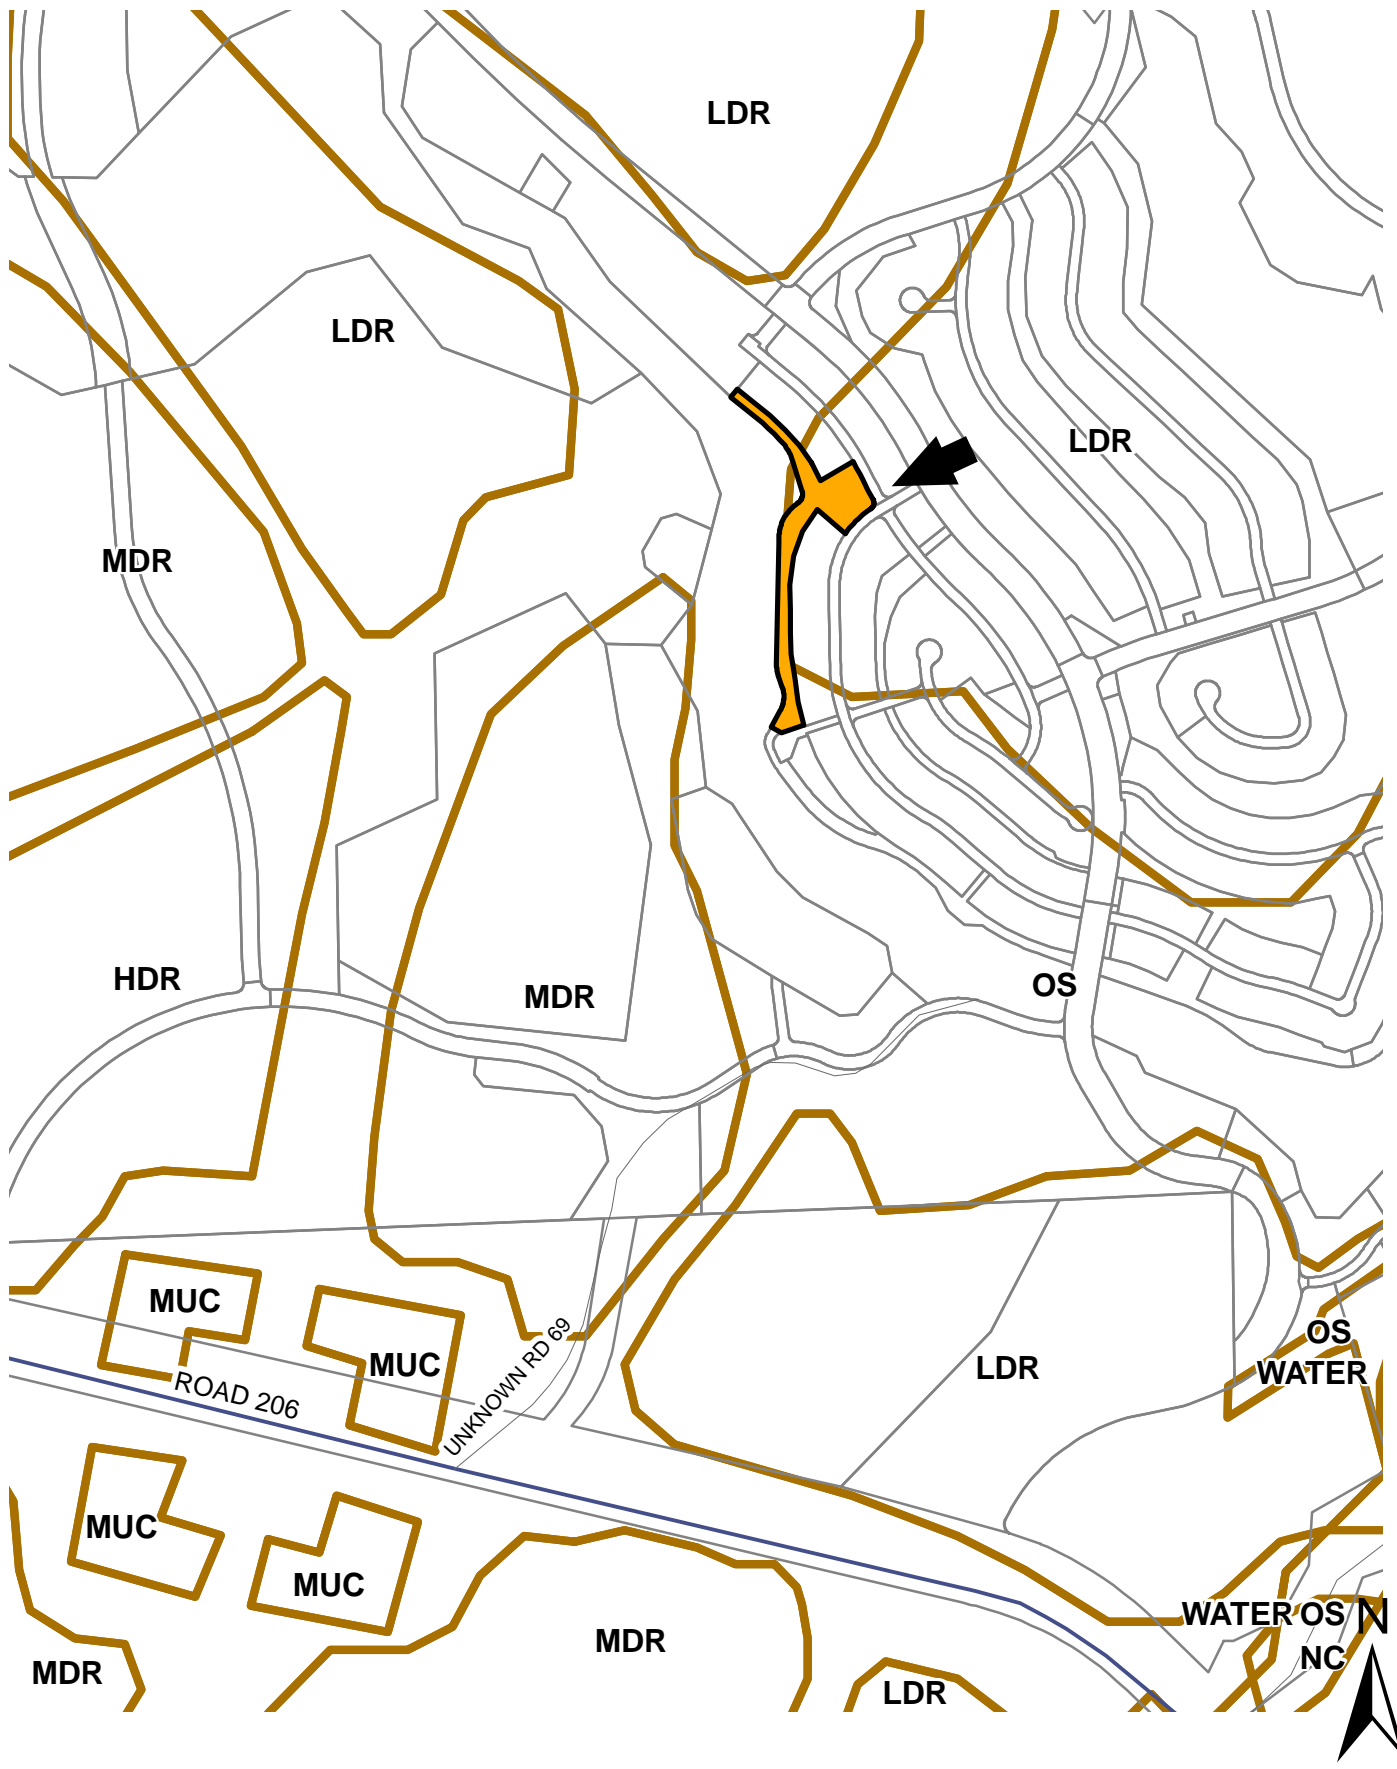 LDR
LDR
LDR
MDR
HDR
MDR
OS
MUC
MUC
ROAD 206
UNKNOWN RD 69
OS
WATER
LDR
MUC
MUC
WATER OS
N
NC
MDR
MDR
LDR